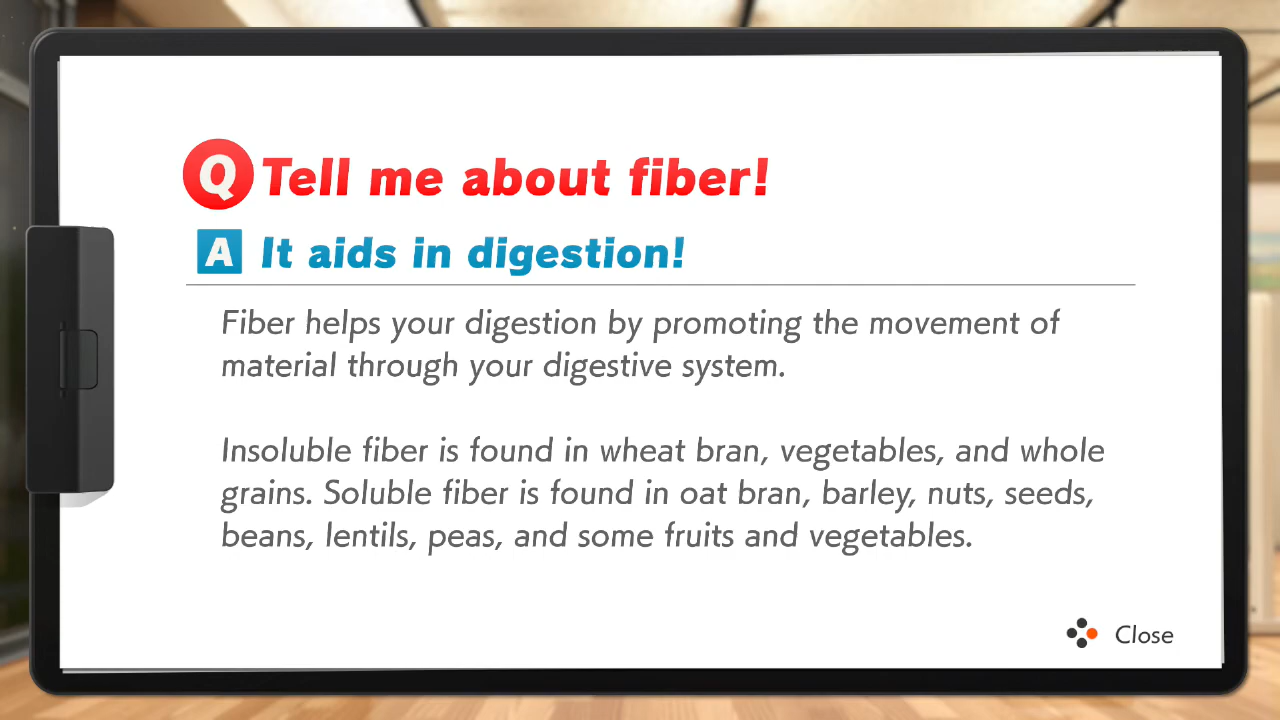 Q Tell me about fiber!
A It aids in digestion!
Fiber helps your digestion by promoting the movement of
material through your digestive system.
Insoluble fiber is found in wheat bran, vegetables, and whole
grains. Soluble fiber is found in oat bran, barley, nuts, seeds,
beans, lentils, peas, and some fruits and vegetables.
Close